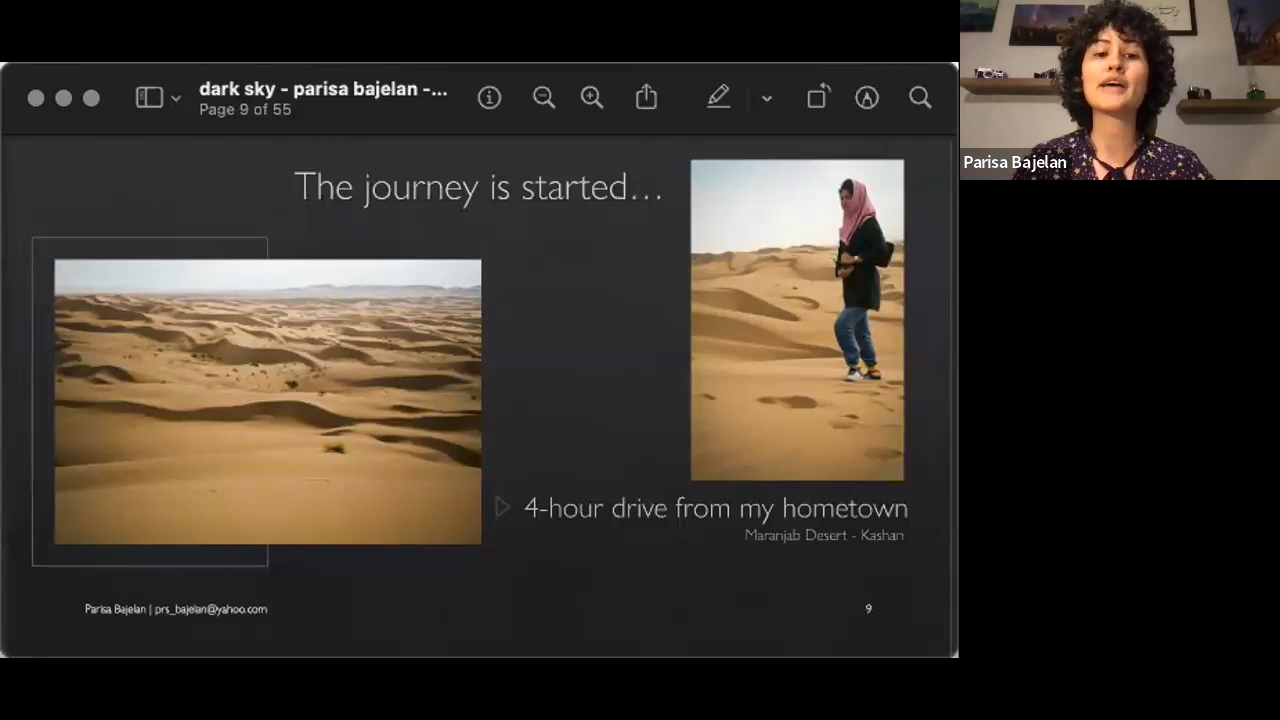 dark sky - parisa bajelan -...
Page 9 of 55
Parisa Bajelan
The journey is started...
4-hour drive from my hometown
Maranjab Desert - Kashan
Parisa Bajelan | prs_bajelan@yahoo.com
9